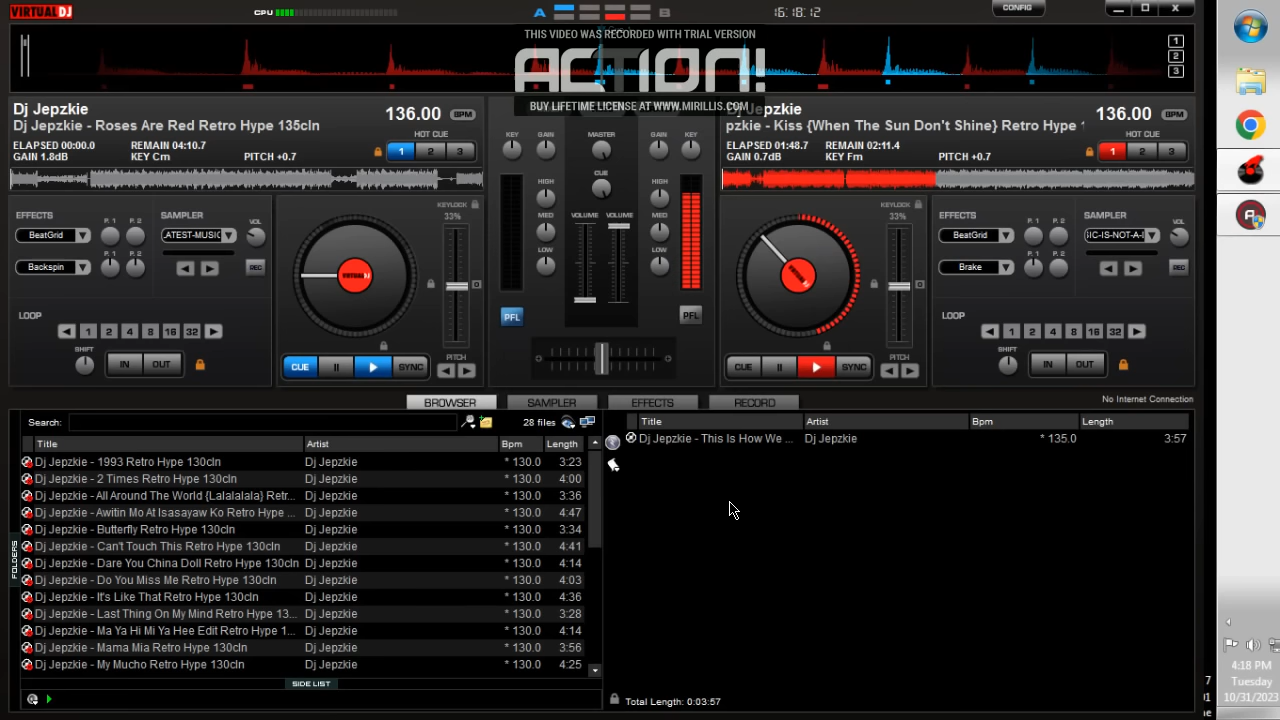 VIRTUAL DJ
CPU
A
B
16:18:12
CONFIG
THIS VIDEO WAS RECORDED WITH TRIAL VERSION
ACTION!
BUY LIFETIME LICENSE AT WWW.MIRILLIS.COM
1
2
3
Dj Jepzkie
136.00 BPM
Dj Jepzkie - Roses Are Red Retro Hype 135cln
HOT CUE
ELAPSED 00:00.0 REMAIN 04:10.7
GAIN 1.8dB KEY Cm PITCH +0.7
1 2 3
KEY GAIN MASTER GAIN KEY
CUE
HIGH HIGH
MED VOLUME VOLUME MED
LOW LOW
PFL PFL
pzkie
136.00 BPM
pzkie - Kiss {When The Sun Don't Shine} Retro Hype 1
HOT CUE
ELAPSED 01:48.7 REMAIN 02:11.4
GAIN 0.7dB KEY Fm PITCH +0.7
1 2 3
EFFECTS P. 1 P. 2 SAMPLER VOL
BeatGrid ATEST-MUSIC
Backspin REC
LOOP
1 2 4 8 16 32
SHIFT IN OUT
KEYLOCK
33%
VIRTUAL DJ
CUE SYNC
PITCH
KEYLOCK
33%
VIRTUAL DJ
CUE SYNC
PITCH
EFFECTS P. 1 P. 2 SAMPLER VOL
BeatGrid
Brake REC
LOOP
1 2 4 8 16 32
SHIFT IN OUT
BROWSER SAMPLER EFFECTS RECORD
No Internet Connection
Search: 28 files
Title Artist Bpm Length
Dj Jepzkie - 1993 Retro Hype 130cln Dj Jepzkie * 130.0 3:23
Dj Jepzkie - 2 Times Retro Hype 130cln Dj Jepzkie * 130.0 4:00
Dj Jepzkie - All Around The World {Lalalalala} Retr... Dj Jepzkie * 130.0 3:36
Dj Jepzkie - Awitin Mo At Isasayaw Ko Retro Hype ... Dj Jepzkie * 130.0 4:47
Dj Jepzkie - Butterfly Retro Hype 130cln Dj Jepzkie * 130.0 3:34
Dj Jepzkie - Can't Touch This Retro Hype 130cln Dj Jepzkie * 130.0 4:41
Dj Jepzkie - Dare You China Doll Retro Hype 130cln Dj Jepzkie * 130.0 4:14
Dj Jepzkie - Do You Miss Me Retro Hype 130cln Dj Jepzkie * 130.0 4:03
Dj Jepzkie - It's Like That Retro Hype 130cln Dj Jepzkie * 130.0 4:36
Dj Jepzkie - Last Thing On My Mind Retro Hype 13... Dj Jepzkie * 130.0 3:28
Dj Jepzkie - Ma Ya Hi Mi Ya Hee Edit Retro Hype 1... Dj Jepzkie * 130.0 4:14
Dj Jepzkie - Mama Mia Retro Hype 130cln Dj Jepzkie * 130.0 3:56
Dj Jepzkie - My Mucho Retro Hype 130cln Dj Jepzkie * 130.0 4:25
FOLDERS
SIDE LIST
Title Artist Bpm Length
Dj Jepzkie - This Is How We ... Dj Jepzkie * 135.0 3:57
Total Length: 0:03:57
4:18 PM
Tuesday
10/31/2023